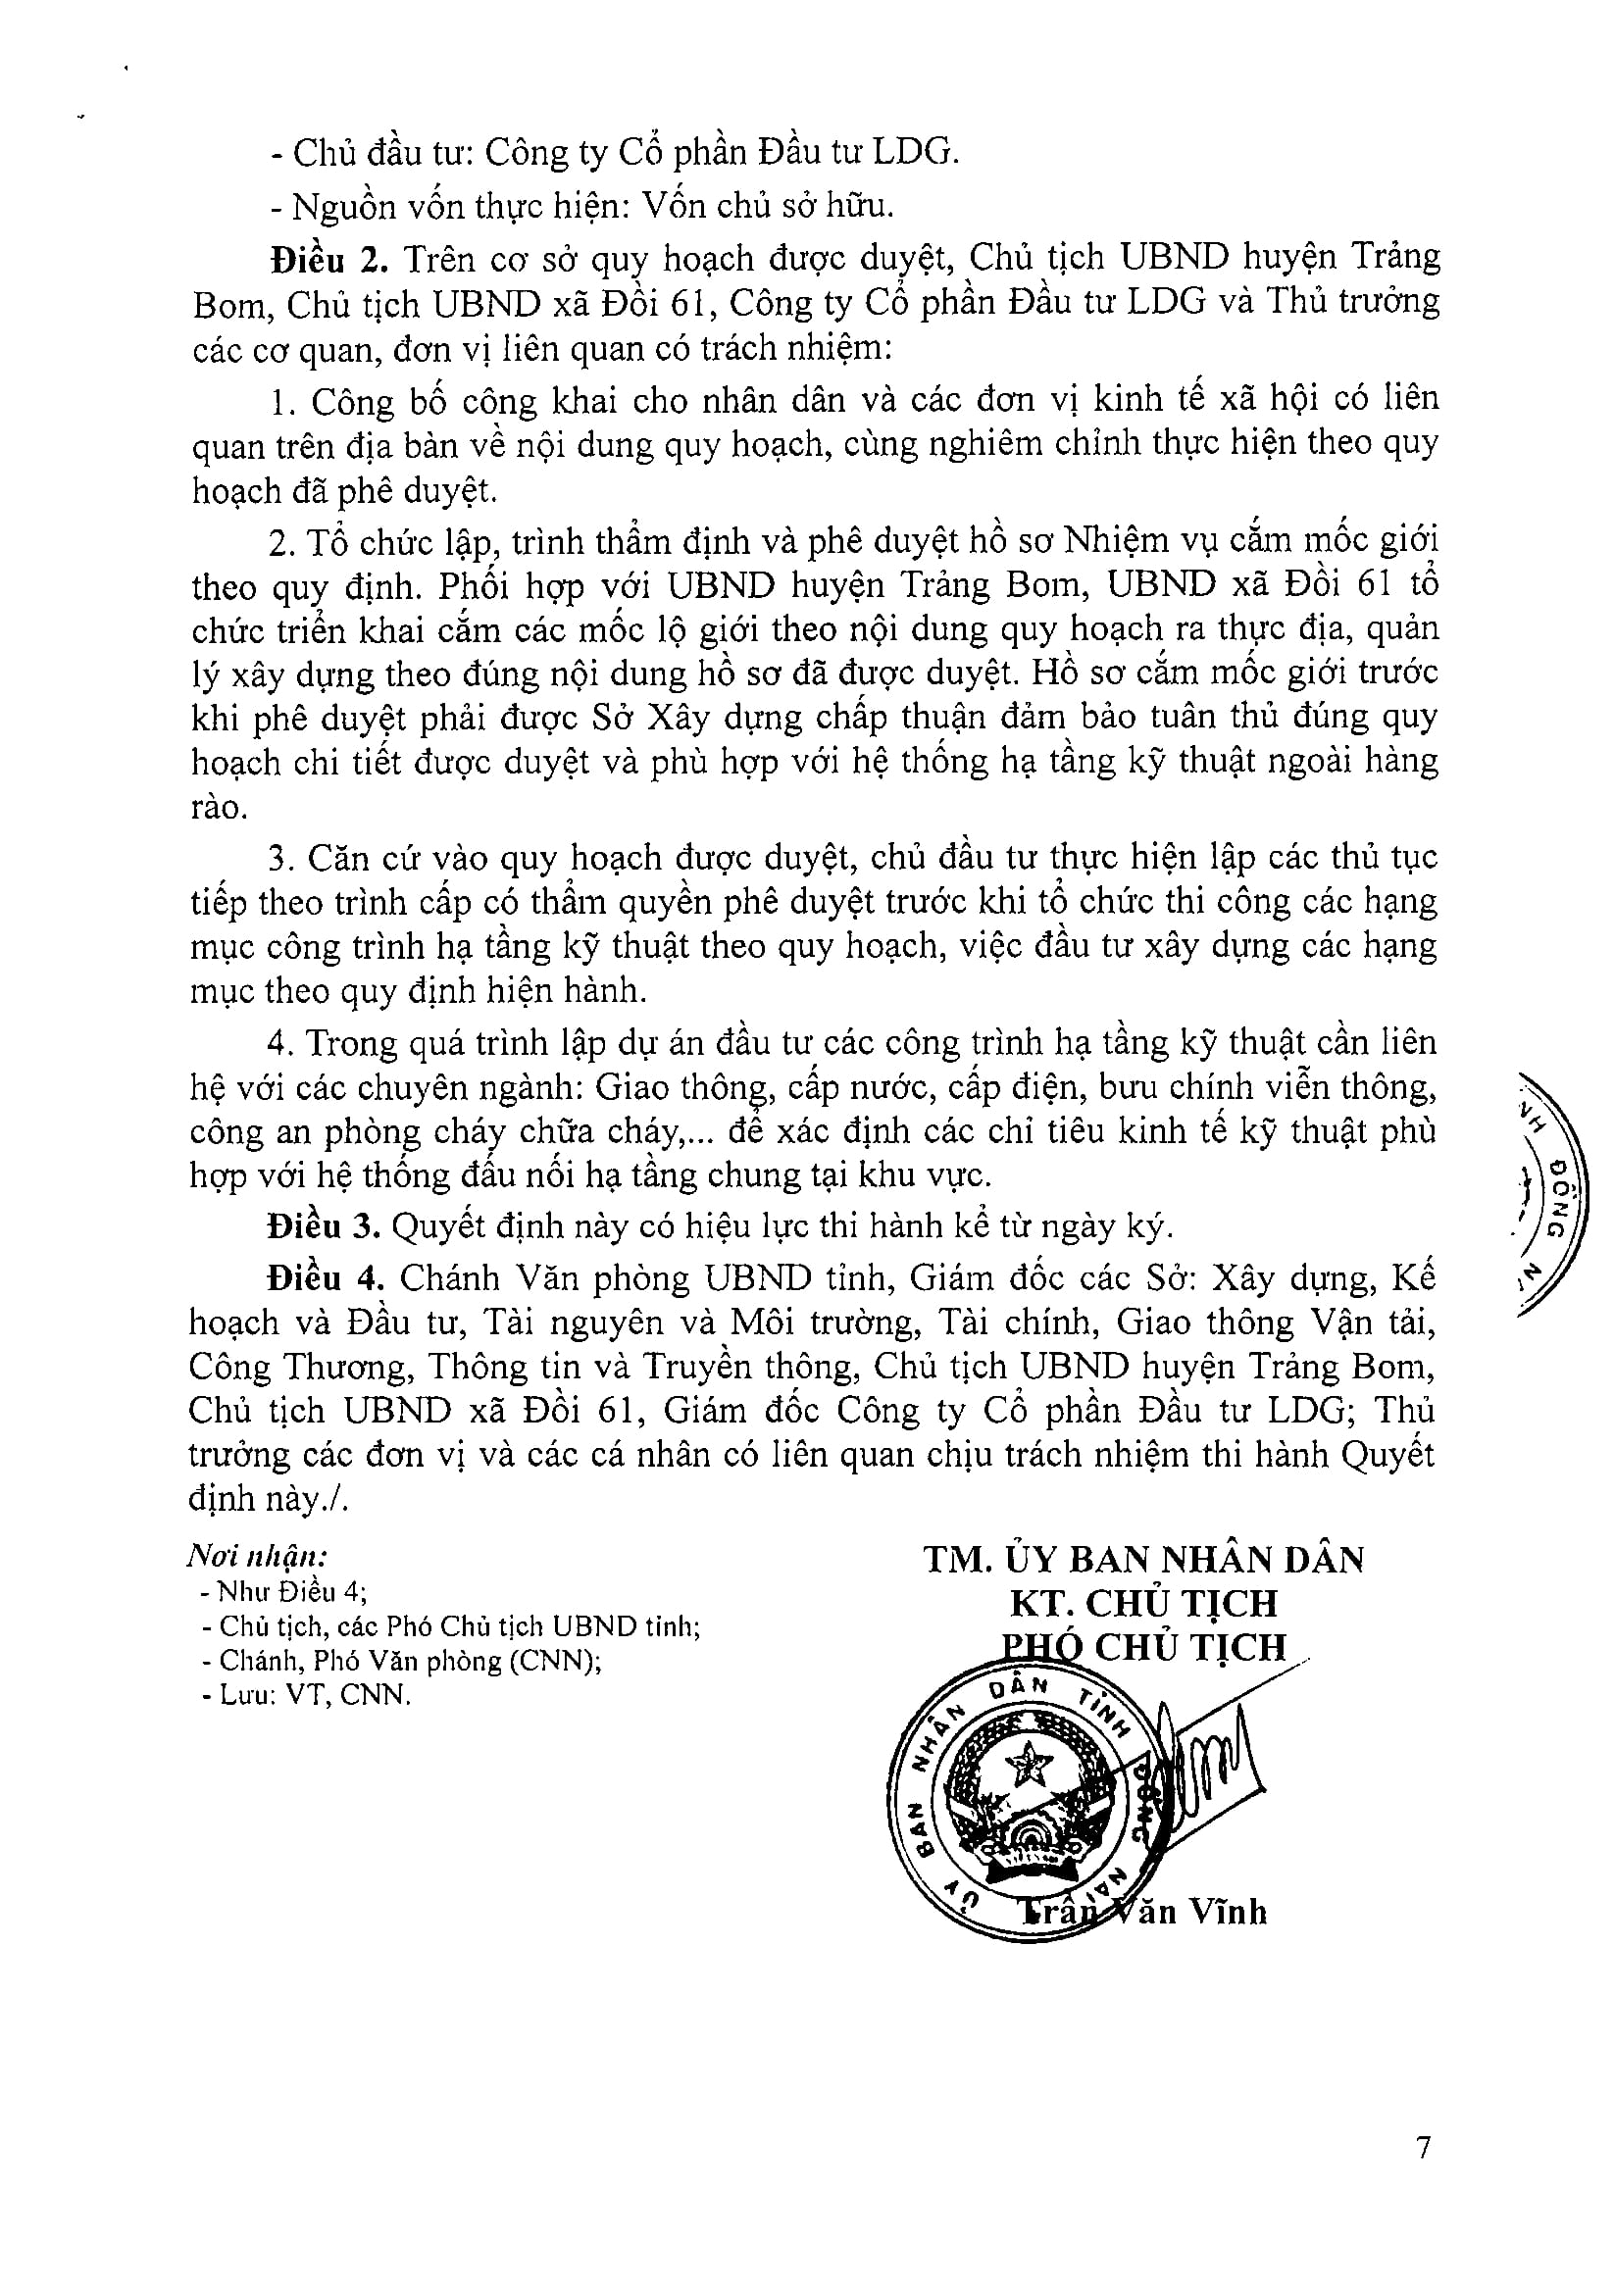 - Chủ đầu tư: Công ty Cổ phần Đầu tư LDG.
- Nguồn vốn thực hiện: Vốn chủ sở hữu.
Điều 2. Trên cơ sở quy hoạch được duyệt, Chủ tịch UBND huyện Trảng
Bom, Chủ tịch UBND xã Đồi 61, Công ty Cổ phần Đầu tư LDG và Thủ trưởng
các cơ quan, đơn vị liên quan có trách nhiệm:
1. Công bố công khai cho nhân dân và các đơn vị kinh tế xã hội có liên
quan trên địa bàn về nội dung quy hoạch, cùng nghiêm chỉnh thực hiện theo quy
hoạch đã phê duyệt.
2. Tổ chức lập, trình thẩm định và phê duyệt hồ sơ Nhiệm vụ cắm mốc giới
theo quy định. Phối hợp với UBND huyện Trảng Bom, UBND xã Đồi 61 tổ
chức triển khai cắm các mốc lộ giới theo nội dung quy hoạch ra thực địa, quản
lý xây dựng theo đúng nội dung hồ sơ đã được duyệt. Hồ sơ cắm mốc giới trước
khi phê duyệt phải được Sở Xây dựng chấp thuận đảm bảo tuân thủ đúng quy
hoạch chi tiết được duyệt và phù hợp với hệ thống hạ tầng kỹ thuật ngoài hàng
rào.
3. Căn cứ vào quy hoạch được duyệt, chủ đầu tư thực hiện lập các thủ tục
tiếp theo trình cấp có thẩm quyền phê duyệt trước khi tổ chức thi công các hạng
mục công trình hạ tầng kỹ thuật theo quy hoạch, việc đầu tư xây dựng các hạng
mục theo quy định hiện hành.
4. Trong quá trình lập dự án đầu tư các công trình hạ tầng kỹ thuật cần liên
hệ với các chuyên ngành: Giao thông, cấp nước, cấp điện, bưu chính viễn thông,
công an phòng cháy chữa cháy,... để xác định các chỉ tiêu kinh tế kỹ thuật phù
hợp với hệ thống đấu nối hạ tầng chung tại khu vực.
Điều 3. Quyết định này có hiệu lực thi hành kể từ ngày ký.
Điều 4. Chánh Văn phòng UBND tỉnh, Giám đốc các Sở: Xây dựng, Kế
hoạch và Đầu tư, Tài nguyên và Môi trường, Tài chính, Giao thông Vận tải,
Công Thương, Thông tin và Truyền thông, Chủ tịch UBND huyện Trảng Bom,
Chủ tịch UBND xã Đồi 61, Giám đốc Công ty Cổ phần Đầu tư LDG; Thủ
trưởng các đơn vị và các cá nhân có liên quan chịu trách nhiệm thi hành Quyết
định này./.
NH ĐỒNG N
Nơi nhận:
- Như Điều 4;
- Chủ tịch, các Phó Chủ tịch UBND tỉnh;
- Chánh, Phó Văn phòng (CNN);
- Lưu: VT, CNN.
TM. ỦY BAN NHÂN DÂN
KT. CHỦ TỊCH
PHÓ CHỦ TỊCH
ỦY BAN NHÂN DÂN TỈNH ĐỒNG NAI
Trần Văn Vĩnh
7